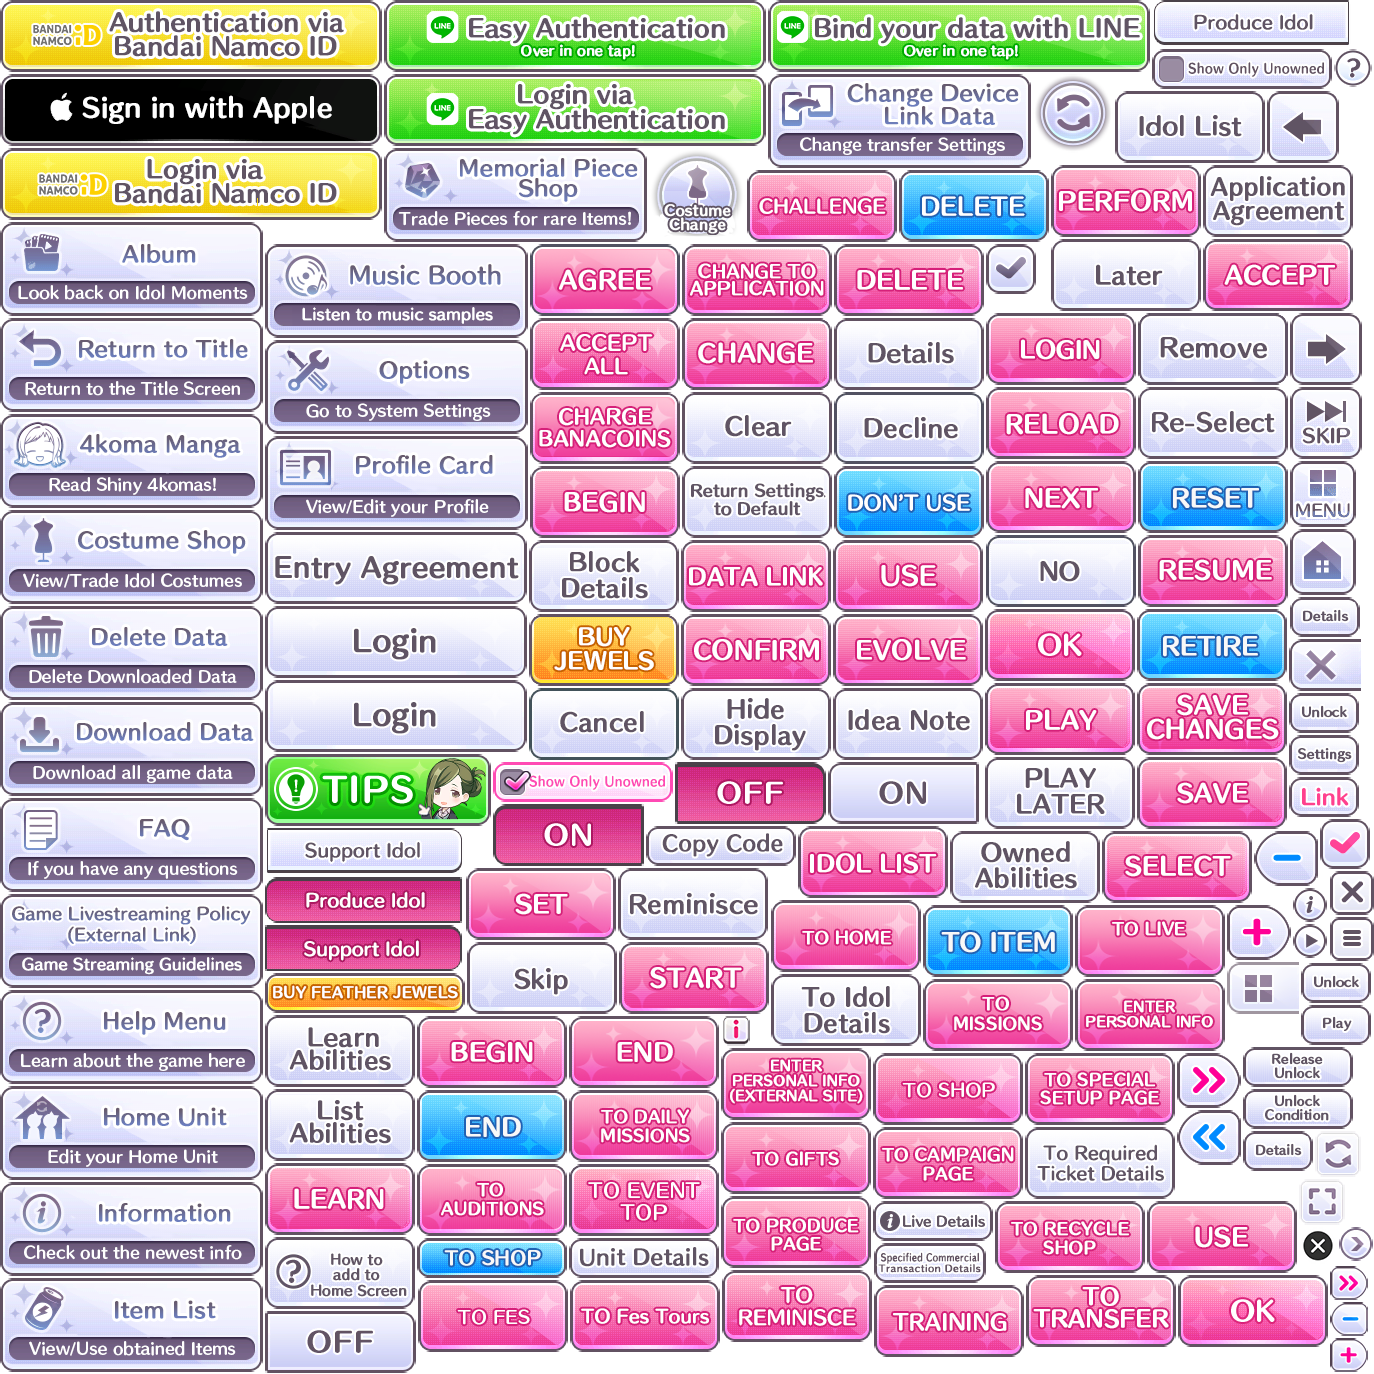 BANDAI
NAMCO iD
Authentication via
Bandai Namco ID
LINE
Easy Authentication
Over in one tap!
LINE
Bind your data with LINE
Over in one tap!
Produce Idol
Show Only Unowned
?
Sign in with Apple
LINE
Login via
Easy Authentication
Change Device
Link Data
Change transfer Settings
Idol List
BANDAI
NAMCO iD
Login via
Bandai Namco ID
Memorial Piece
Shop
Trade Pieces for rare Items!
Costume
Change
CHALLENGE
DELETE
PERFORM
Application
Agreement
Album
Look back on Idol Moments
Music Booth
Listen to music samples
AGREE
CHANGE TO
APPLICATION
DELETE
Later
ACCEPT
Return to Title
Return to the Title Screen
Options
Go to System Settings
ACCEPT
ALL
CHANGE
Details
LOGIN
Remove
4koma Manga
Read Shiny 4komas!
Profile Card
View/Edit your Profile
CHARGE
BANACOINS
Clear
Decline
RELOAD
Re-Select
SKIP
BEGIN
Return Settings
to Default
DON'T USE
NEXT
RESET
MENU
Costume Shop
View/Trade Idol Costumes
Entry Agreement
Block
Details
DATA LINK
USE
NO
RESUME
Details
Delete Data
Delete Downloaded Data
Login
BUY
JEWELS
CONFIRM
EVOLVE
OK
RETIRE
Download Data
Download all game data
Login
Cancel
Hide
Display
Idea Note
PLAY
SAVE
CHANGES
Unlock
Settings
TIPS
Show Only Unowned
OFF
ON
PLAY
LATER
SAVE
Link
FAQ
If you have any questions
Support Idol
ON
Copy Code
IDOL LIST
Owned
Abilities
SELECT
Produce Idol
SET
Reminisce
Game Livestreaming Policy
(External Link)
Game Streaming Guidelines
Support Idol
TO HOME
TO ITEM
TO LIVE
i
BUY FEATHER JEWELS
Skip
START
To Idol
Details
TO
MISSIONS
ENTER
PERSONAL INFO
Unlock
Play
?
Help Menu
Learn about the game here
Learn
Abilities
BEGIN
END
i
ENTER
PERSONAL INFO
(EXTERNAL SITE)
TO SHOP
TO SPECIAL
SETUP PAGE
Release
Unlock
Home Unit
Edit your Home Unit
List
Abilities
END
TO DAILY
MISSIONS
TO GIFTS
TO CAMPAIGN
PAGE
To Required
Ticket Details
Unlock
Condition
Details
i
Information
Check out the newest info
LEARN
TO
AUDITIONS
TO EVENT
TOP
TO PRODUCE
PAGE
i Live Details
TO RECYCLE
SHOP
USE
?
How to
add to
Home Screen
TO SHOP
Unit Details
Specified Commercial
Transaction Details
Item List
View/Use obtained Items
OFF
TO FES
TO Fes Tours
TO
REMINISCE
TRAINING
TO
TRANSFER
OK